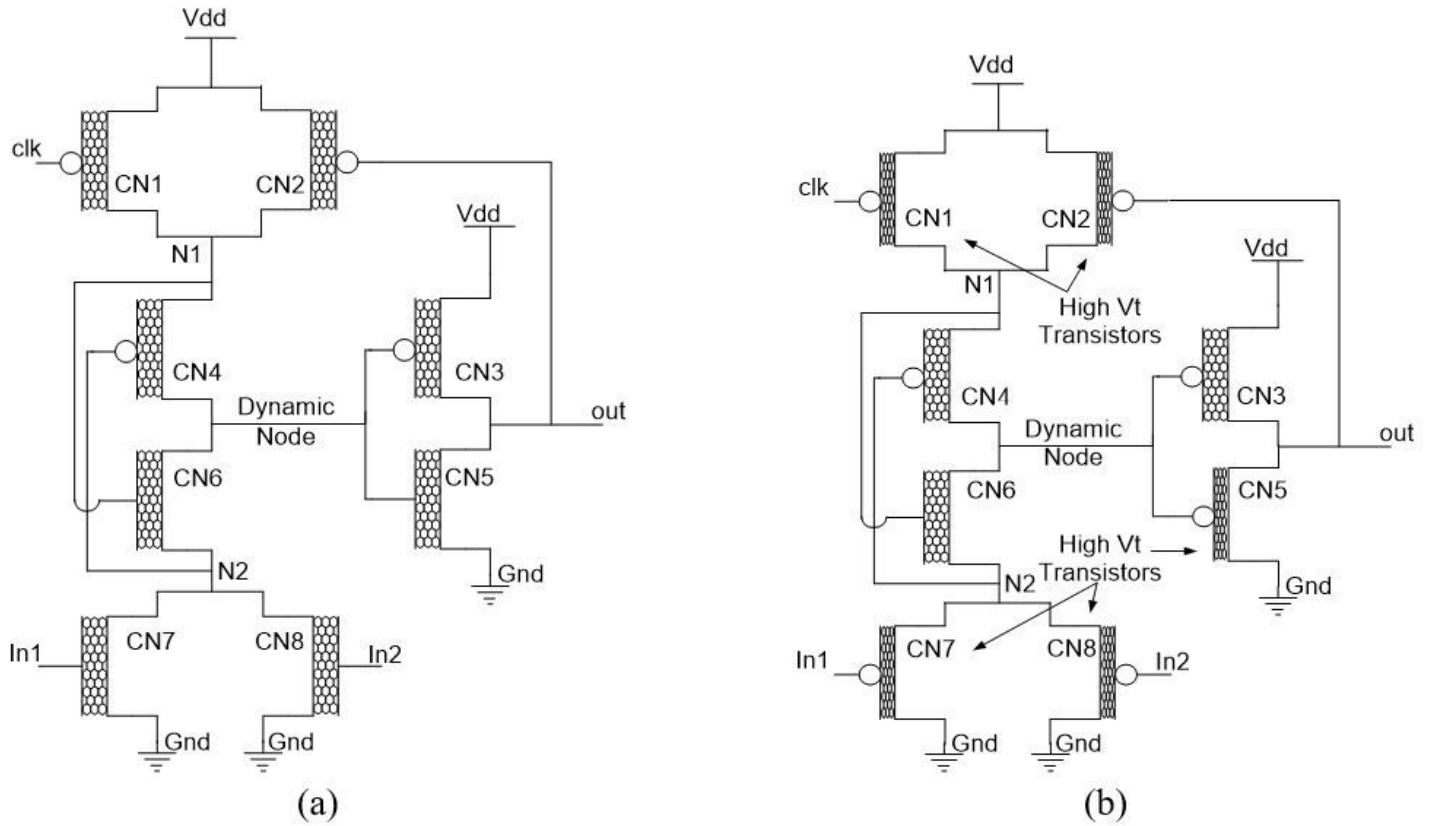 Vdd
clk
CN1
CN2
Vdd
N1
CN4
CN3
Dynamic
Node
out
CN6
CN5
N2
Gnd
In1
CN7
CN8
In2
Gnd
Gnd
(a)
Vdd
clk
CN1
CN2
Vdd
N1
High Vt
Transistors
CN4
CN3
Dynamic
Node
out
CN6
CN5
High Vt
Transistors
N2
Gnd
In1
CN7
CN8
In2
Gnd
Gnd
(b)